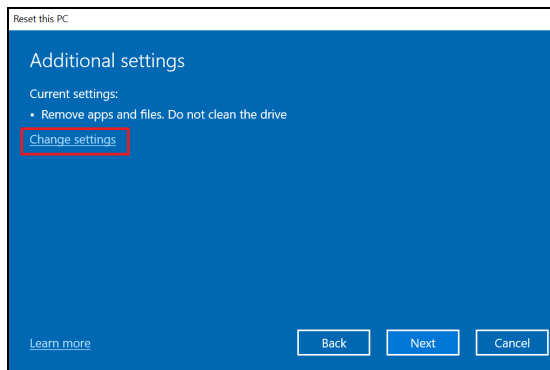 Reset this PC
Additional settings
Current settings:
• Remove apps and files. Do not clean the drive
Change settings
Learn more
Back
Next
Cancel